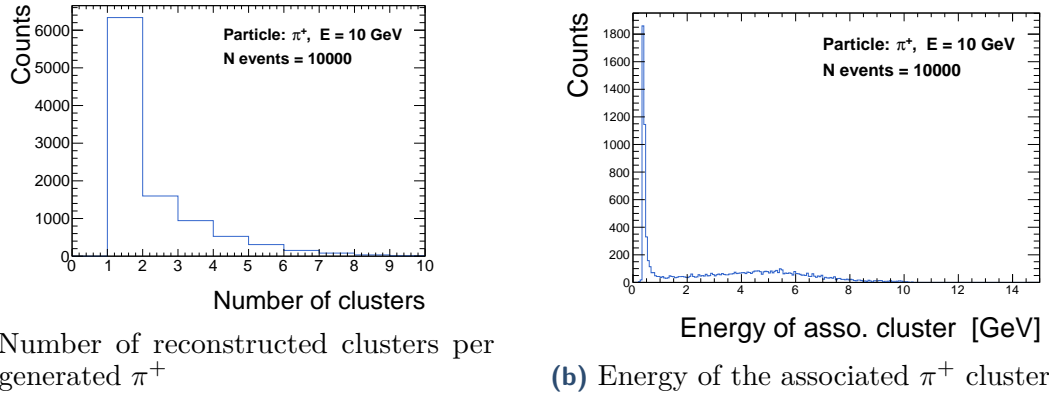 Counts
6000
5000
4000
3000
2000
1000
0
Particle: π⁺, E = 10 GeV
N events = 10000
0 1 2 3 4 5 6 7 8 9 10
Number of clusters
Number of reconstructed clusters per
generated π⁺
Counts
1800
1600
1400
1200
1000
800
600
400
200
0
Particle: π⁺, E = 10 GeV
N events = 10000
0 2 4 6 8 10 12 14
Energy of asso. cluster [GeV]
(b) Energy of the associated π⁺ cluster